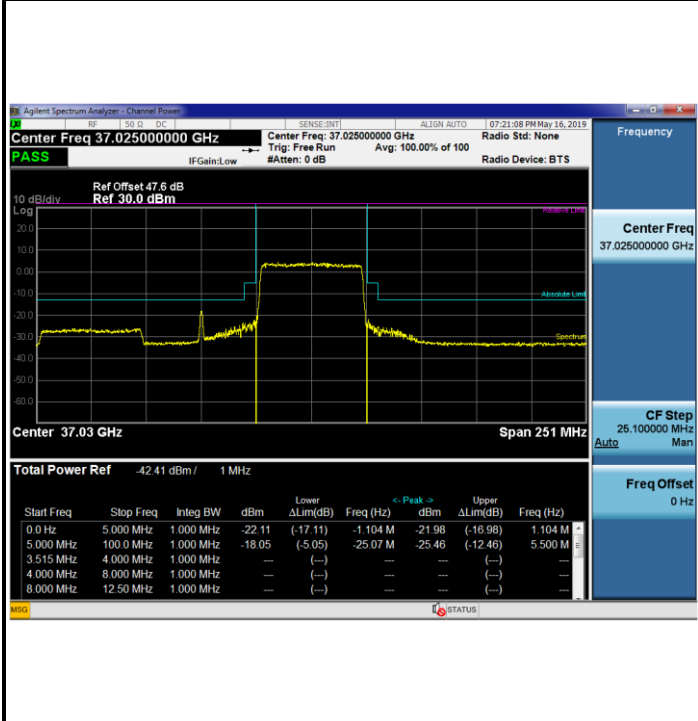 Agilent Spectrum Analyzer - Channel Power
RF 50 Ω DC SENSE:INT ALIGN AUTO 07:21:08 PM May 16, 2019
Center Freq 37.025000000 GHz
Center Freq: 37.025000000 GHz Radio Std: None
Trig: Free Run Avg: 100.00% of 100
PASS
IFGain:Low #Atten: 0 dB Radio Device: BTS
Ref Offset 47.6 dB
10 dB/div Ref 30.0 dBm
Log
Relative Limit
20.0
10.0
0.00
-10.0
Absolute Limit
-20.0
-30.0
Spectrum
-40.0
-50.0
-60.0
Center 37.03 GHz Span 251 MHz
Total Power Ref -42.41 dBm / 1 MHz
Lower <- Peak -> Upper
Start Freq Stop Freq Integ BW dBm ΔLim(dB) Freq (Hz) dBm ΔLim(dB) Freq (Hz)
0.0 Hz 5.000 MHz 1.000 MHz -22.11 (-17.11) -1.104 M -21.98 (-16.98) 1.104 M
5.000 MHz 100.0 MHz 1.000 MHz -18.05 (-5.05) -25.07 M -25.46 (-12.46) 5.500 M
3.515 MHz 4.000 MHz 1.000 MHz --- (---) --- --- (---) ---
4.000 MHz 8.000 MHz 1.000 MHz --- (---) --- --- (---) ---
8.000 MHz 12.50 MHz 1.000 MHz --- (---) --- --- (---) ---
MSG STATUS
Frequency
Center Freq
37.025000000 GHz
CF Step
25.100000 MHz
Auto Man
Freq Offset
0 Hz